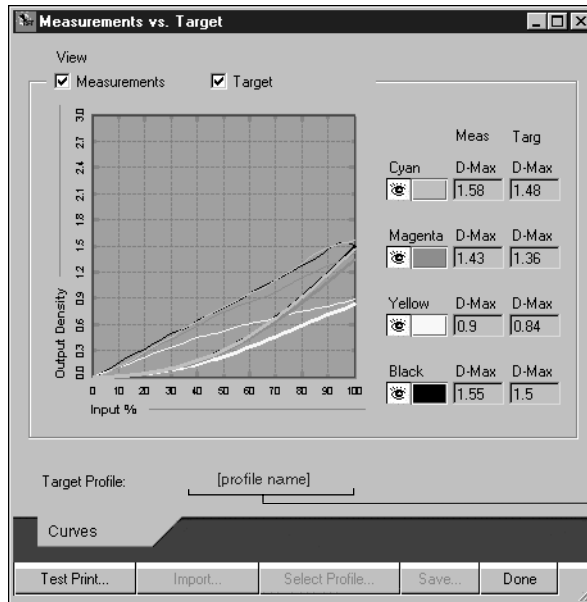 Measurements vs. Target
View
Measurements
Target
Meas Targ
Cyan D-Max D-Max
1.58 1.48
Magenta D-Max D-Max
1.43 1.36
Yellow D-Max D-Max
0.9 0.84
Black D-Max D-Max
1.55 1.5
Output Density
3.0
2.7
2.4
2.1
1.8
1.5
1.2
0.9
0.6
0.3
0.0
0 10 20 30 40 50 60 70 80 90 100
Input %
Target Profile: [profile name]
Curves
Test Print... Import... Select Profile... Save... Done